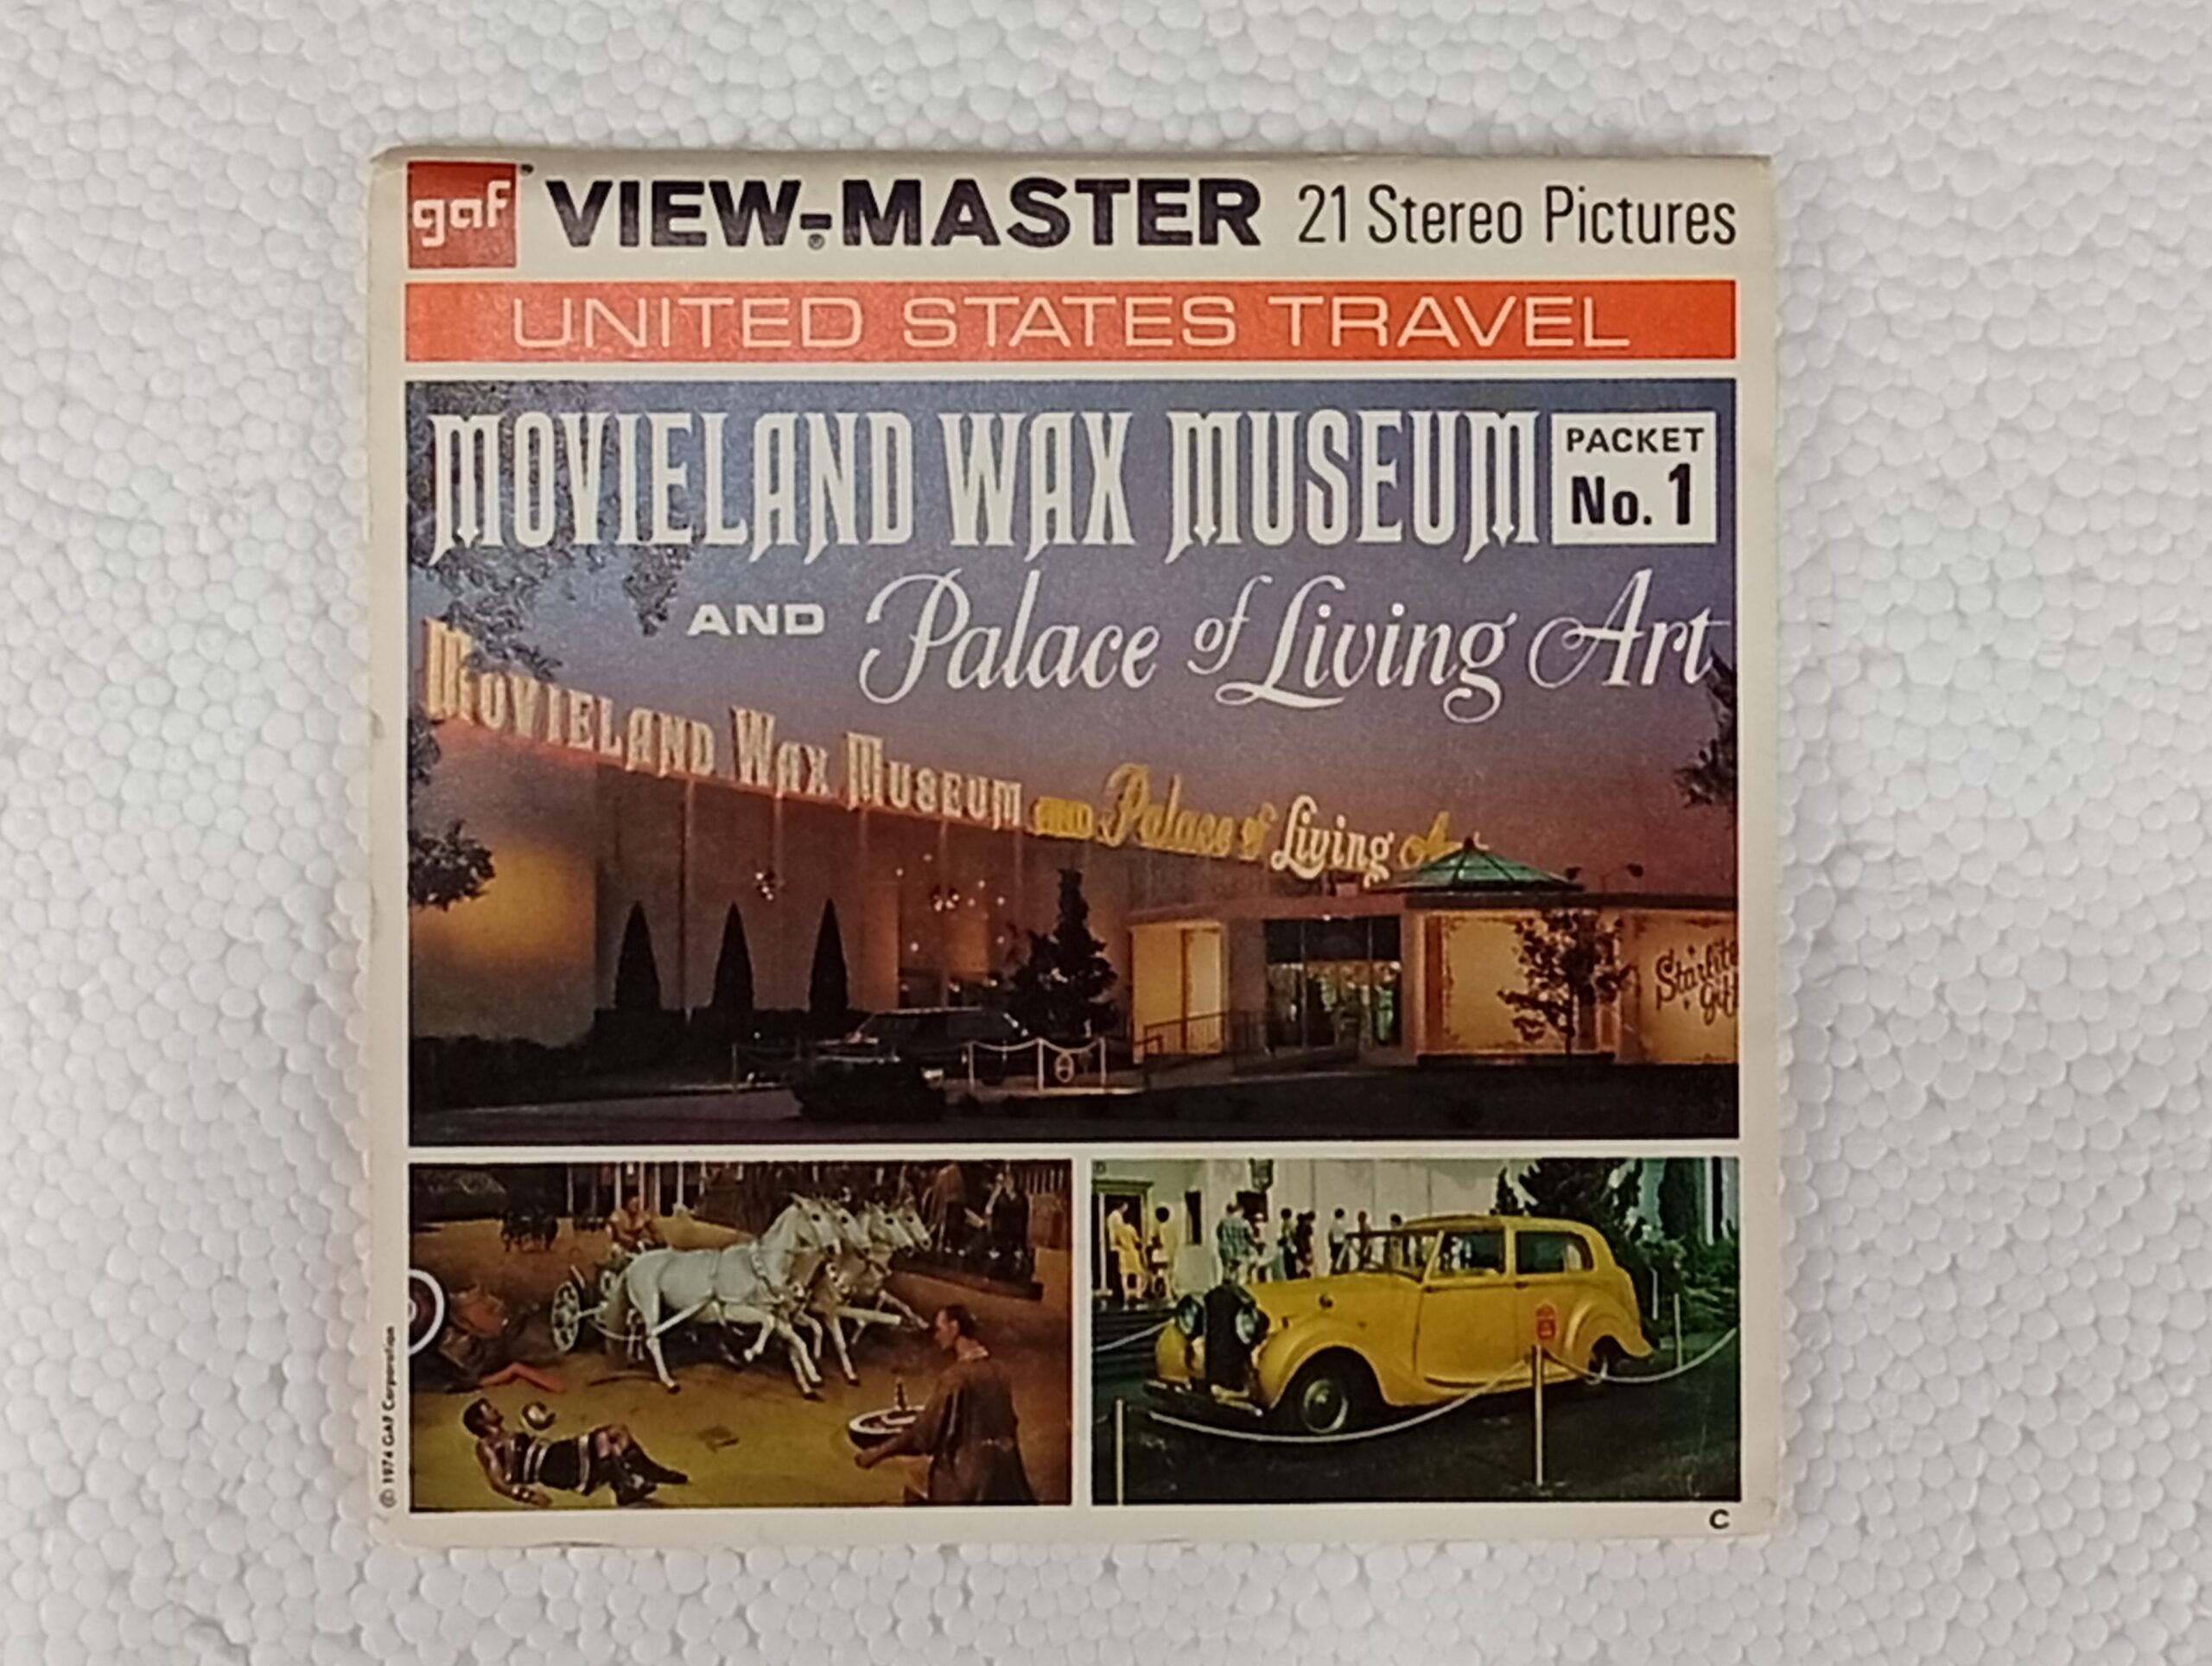 gaf VIEW-MASTER® 21 Stereo Pictures
UNITED STATES TRAVEL
MOVIELAND WAX MUSEUM
PACKET
No. 1
AND Palace of Living Art
MOVIELAND WAX MUSEUM AND Palace of Living
Starlite
© 1974 GAF Corporation
C